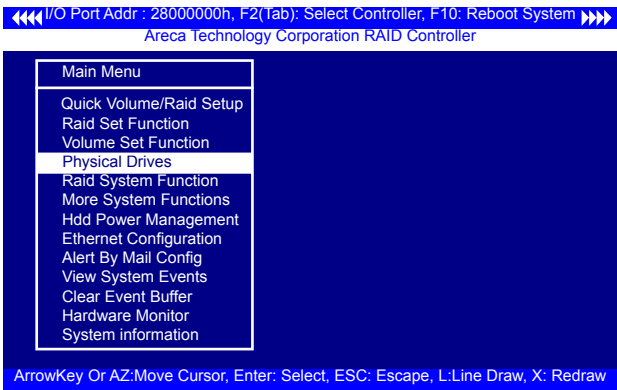 I/O Port Addr : 28000000h, F2(Tab): Select Controller, F10: Reboot System
Areca Technology Corporation RAID Controller
Main Menu
Quick Volume/Raid Setup
Raid Set Function
Volume Set Function
Physical Drives
Raid System Function
More System Functions
Hdd Power Management
Ethernet Configuration
Alert By Mail Config
View System Events
Clear Event Buffer
Hardware Monitor
System information
ArrowKey Or AZ:Move Cursor, Enter: Select, ESC: Escape, L:Line Draw, X: Redraw